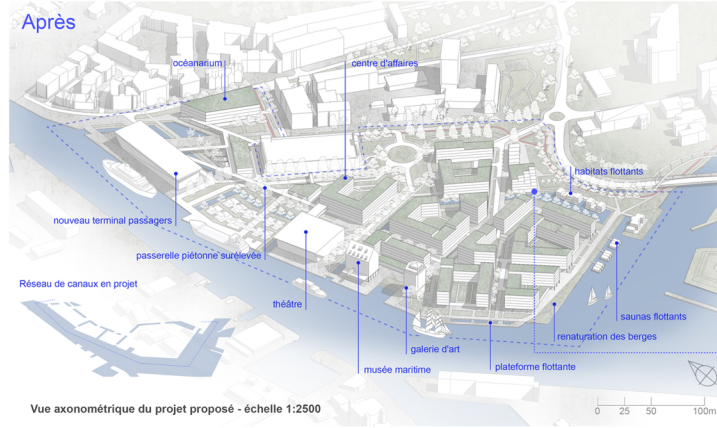 Après
océanarium
centre d'affaires
habitats flottants
nouveau terminal passagers
passerelle piétonne surélevée
Réseau de canaux en projet
théâtre
saunas flottants
renaturation des berges
galerie d'art
plateforme flottante
musée maritime
Vue axonométrique du projet proposé - échelle 1:2500
0 25 50 100m